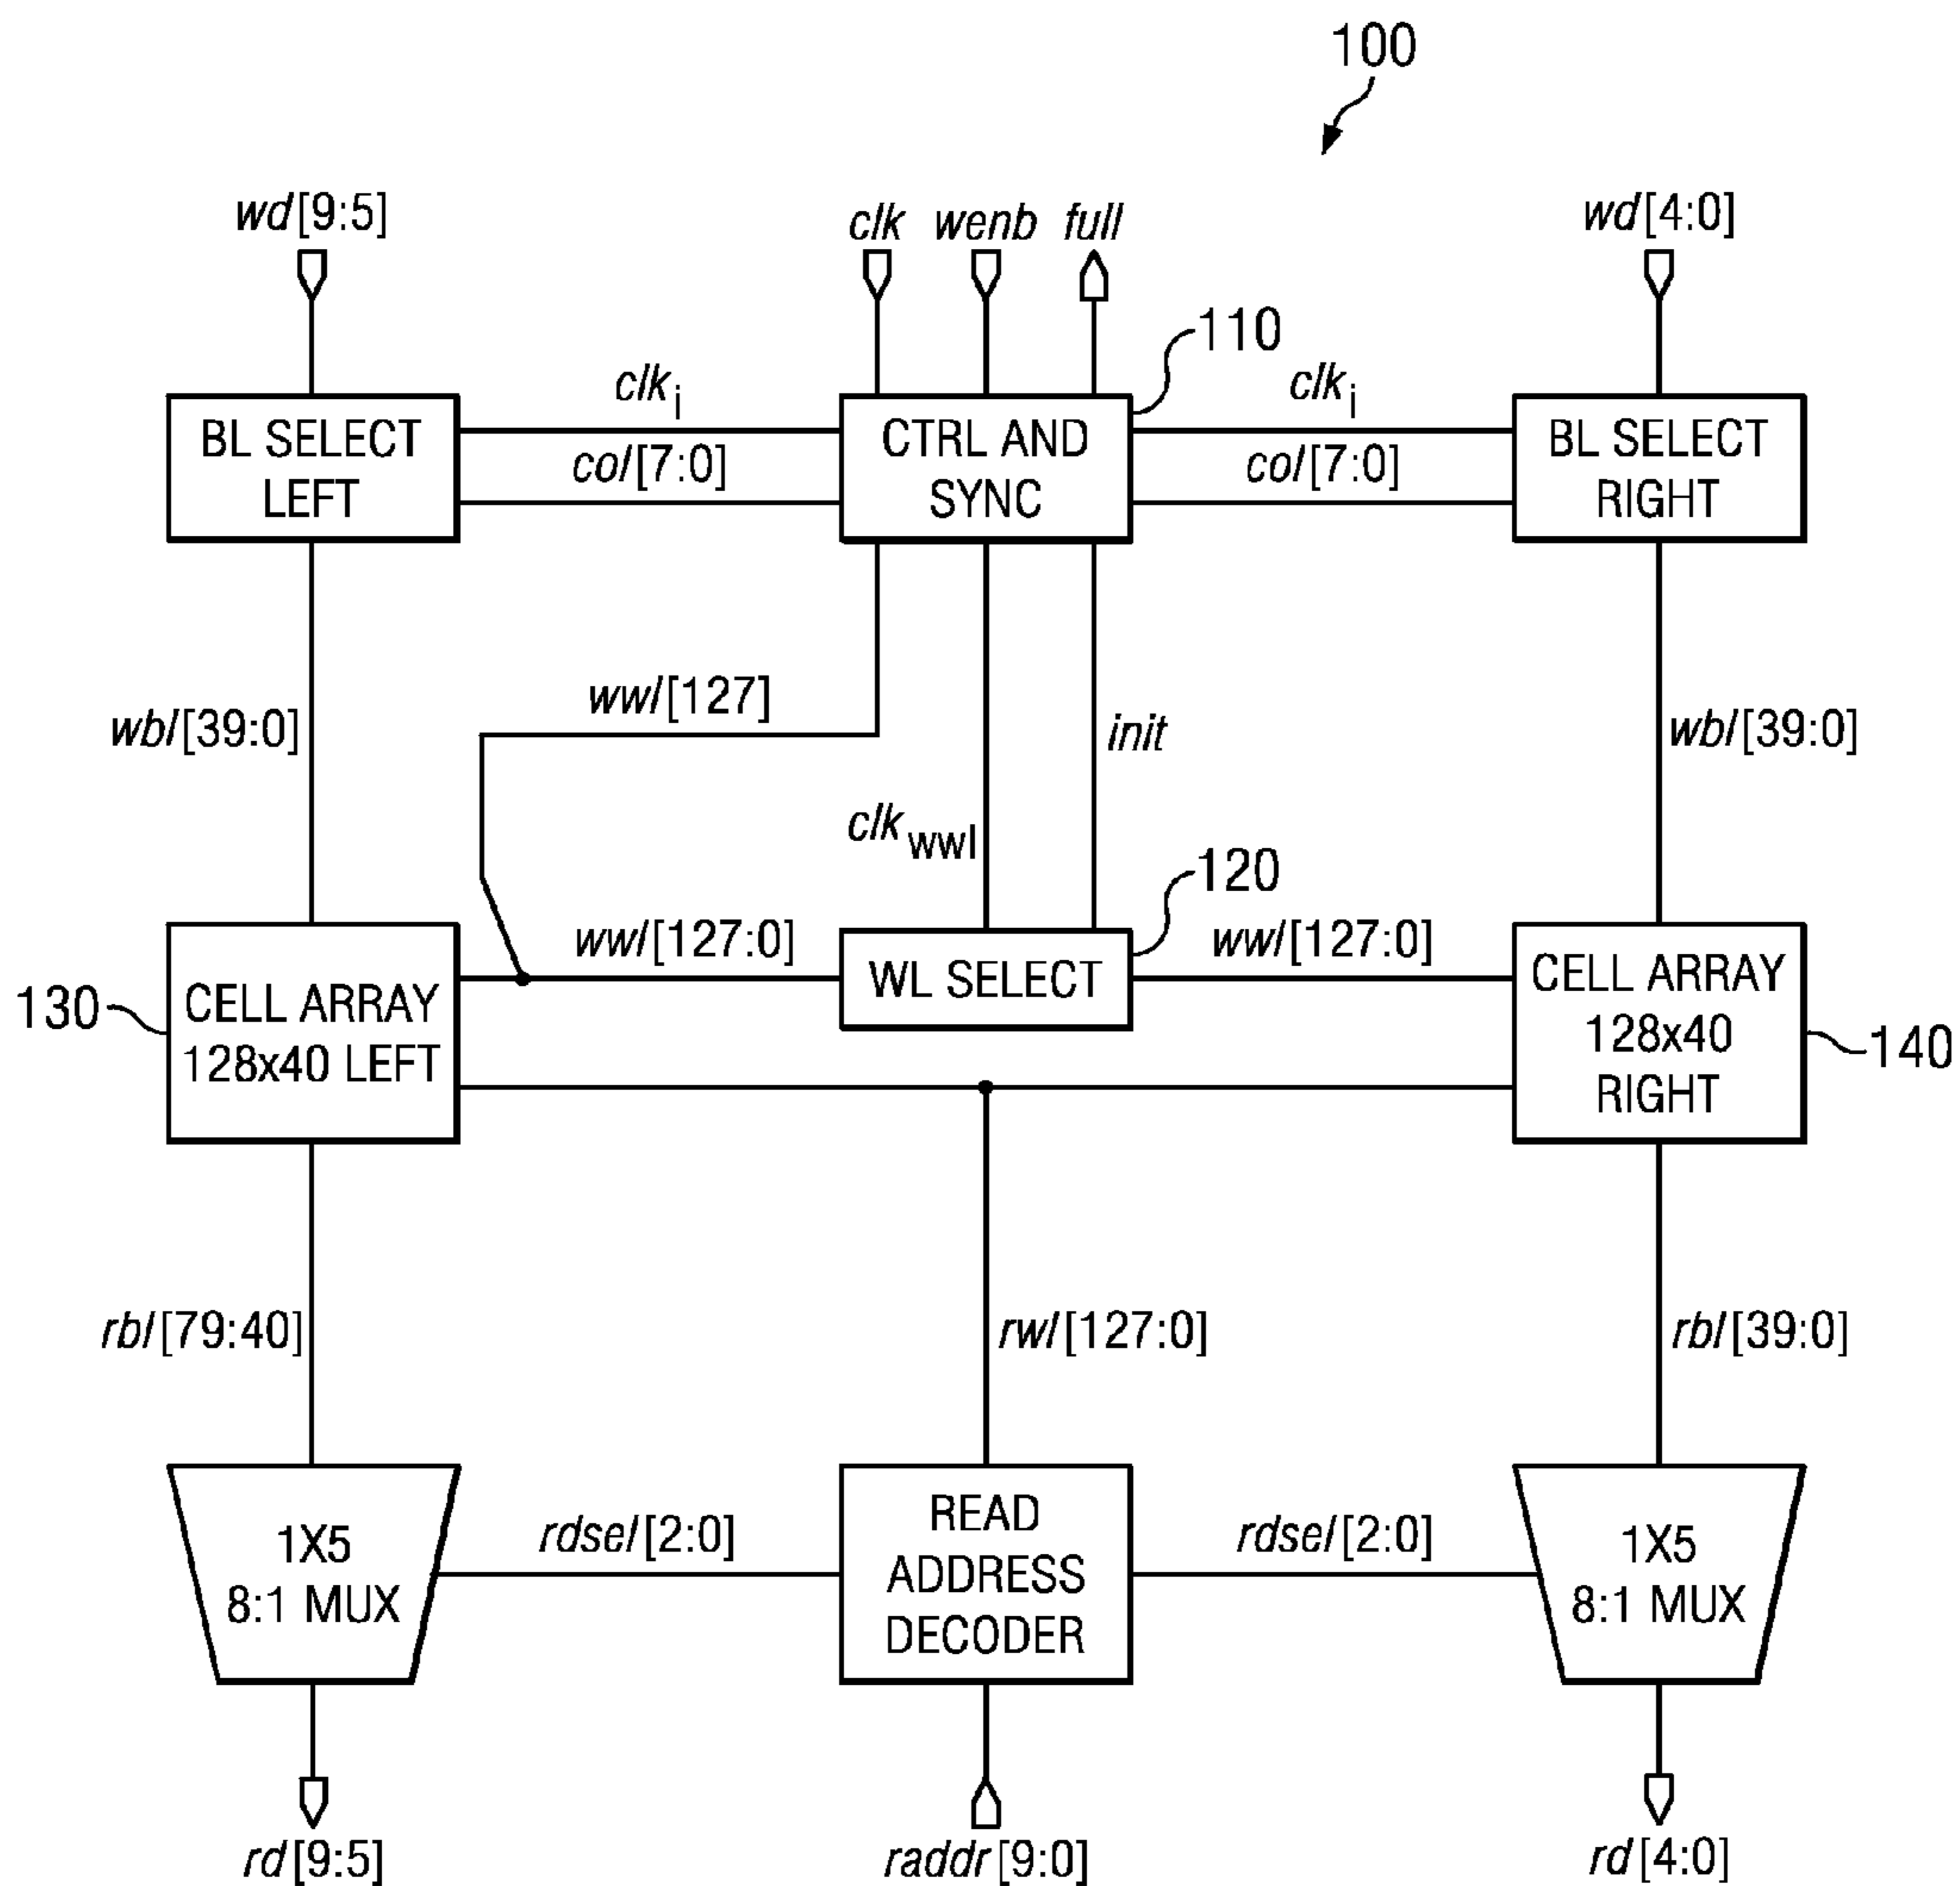 100
wd[9:5]
clk
wenb
full
wd[4:0]
110
clki
clki
BL SELECT
LEFT
col[7:0]
CTRL AND
SYNC
col[7:0]
BL SELECT
RIGHT
wwl[127]
wbl[39:0]
init
wbl[39:0]
clkwwl
120
wwl[127:0]
wwl[127:0]
WL SELECT
130
CELL ARRAY
128x40 LEFT
CELL ARRAY
128x40
RIGHT
140
rbl[79:40]
rwl[127:0]
rbl[39:0]
1X5
8:1 MUX
rdsel[2:0]
READ
ADDRESS
DECODER
rdsel[2:0]
1X5
8:1 MUX
rd[9:5]
raddr[9:0]
rd[4:0]